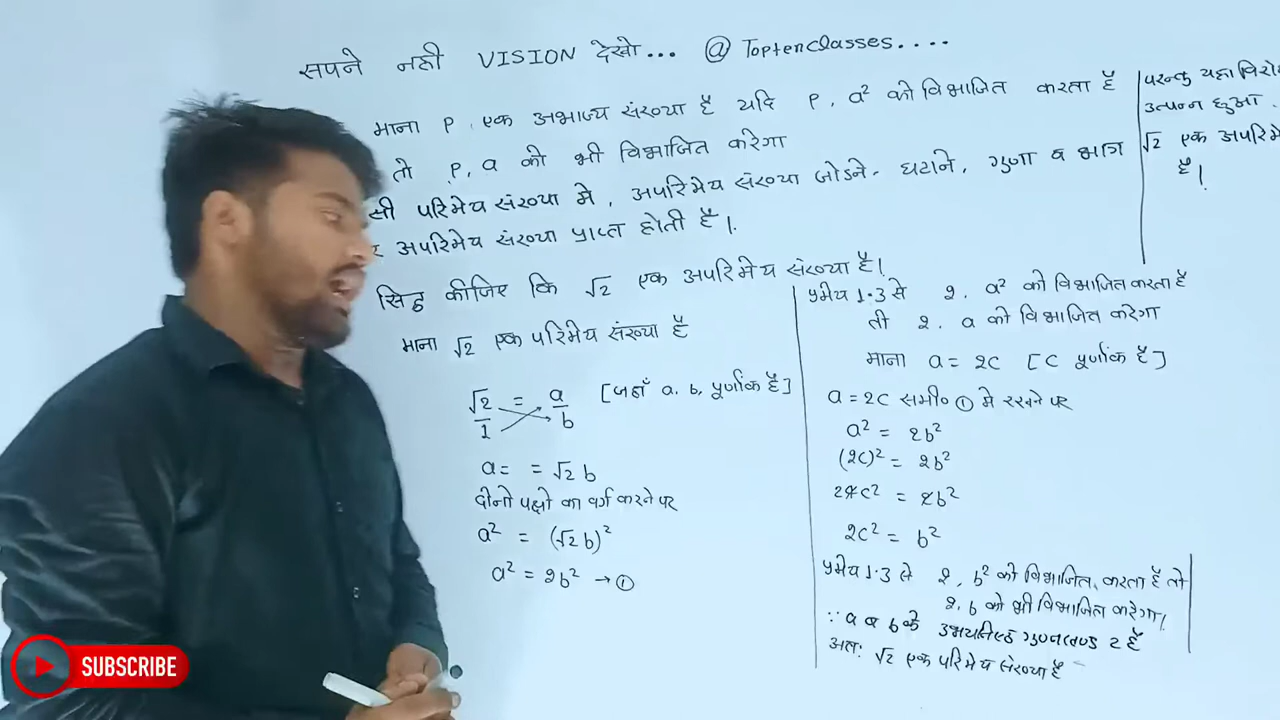 सपने नही VISION देखो... @ Toptenclasses....
माना P, एक अभाज्य संख्या है यदि P, a² को विभाजित करता है
तो P, a को भी विभाजित करेगा
सी परिमेय संख्या मे, अपरिमेय संख्या जोडने, घटाने, गुणा व भाग
र अपरिमेय संख्या प्राप्त होती है।
सिद्ध कीजिए कि √2 एक अपरिमेय संख्या है।
माना √2 एक परिमेय संख्या है
√2/1 = a/b [जहाँ a, b, पूर्णांक है]
a = = √2 b
दोनो पक्षो का वर्ग करने पर
a² = (√2 b)²
a² = 2b² → ①
प्रमेय 1.3 से 2, a² को विभाजित करता है
तो 2, a को विभाजित करेगा
माना a = 2c [c पूर्णांक है]
a = 2c समी० ① मे रखने पर
a² = 2b²
(2c)² = 2b²
24c² = 2b²
2c² = b²
प्रमेय 1.3 से 2, b² को विभाजित करता है तो
2, b को भी विभाजित करेगा।
∵ a व b के उभयनिष्ठ गुणनखण्ड 2 है
अतः √2 एक परिमेय संख्या है
परन्तु यहा विरो
उत्पन्न हुआ.
√2 एक अपरिमे
है।
SUBSCRIBE